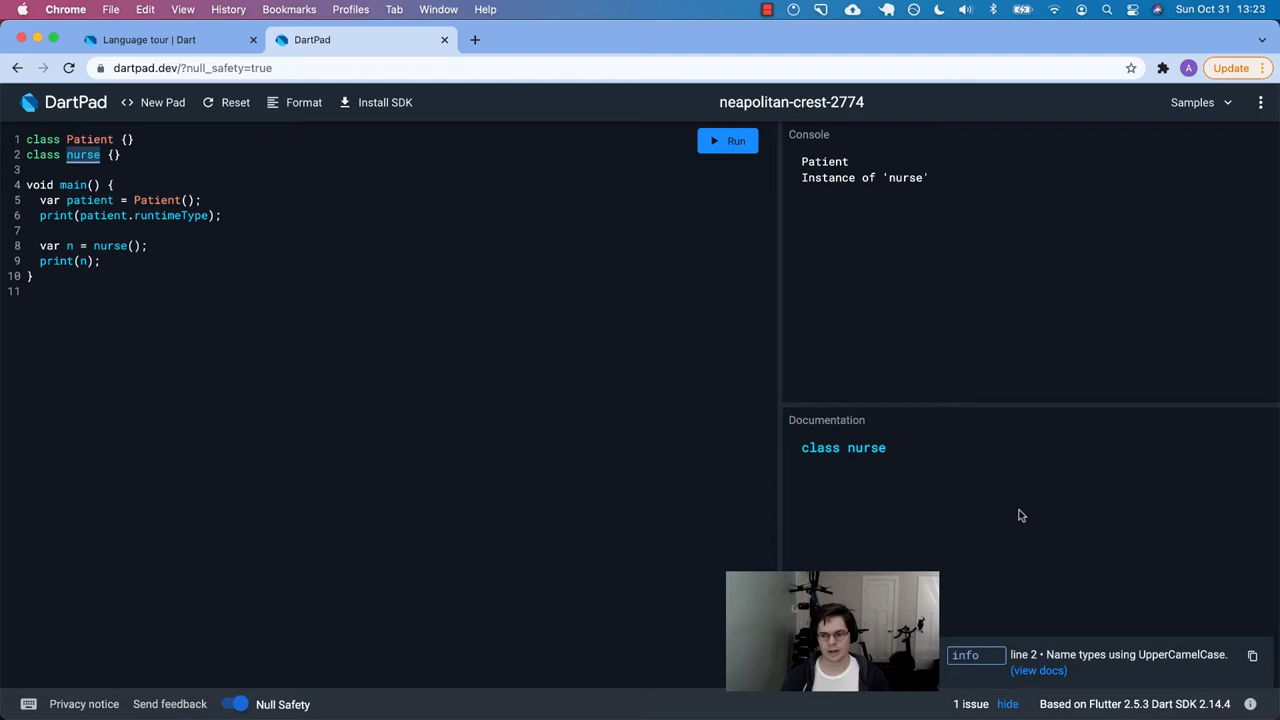 Chrome File Edit View History Bookmarks Profiles Tab Window Help Sun Oct 31 13:23
Language tour | Dart
DartPad
dartpad.dev/?null_safety=true
A
Update
DartPad
New Pad
Reset
Format
Install SDK
neapolitan-crest-2774
Samples
1 class Patient {}
2 class nurse {}
3
4 void main() {
5 var patient = Patient();
6 print(patient.runtimeType);
7
8 var n = nurse();
9 print(n);
10 }
11
Run
Console
Patient
Instance of 'nurse'
Documentation
class nurse
info line 2 • Name types using UpperCamelCase.
(view docs)
Privacy notice Send feedback Null Safety 1 issue hide Based on Flutter 2.5.3 Dart SDK 2.14.4